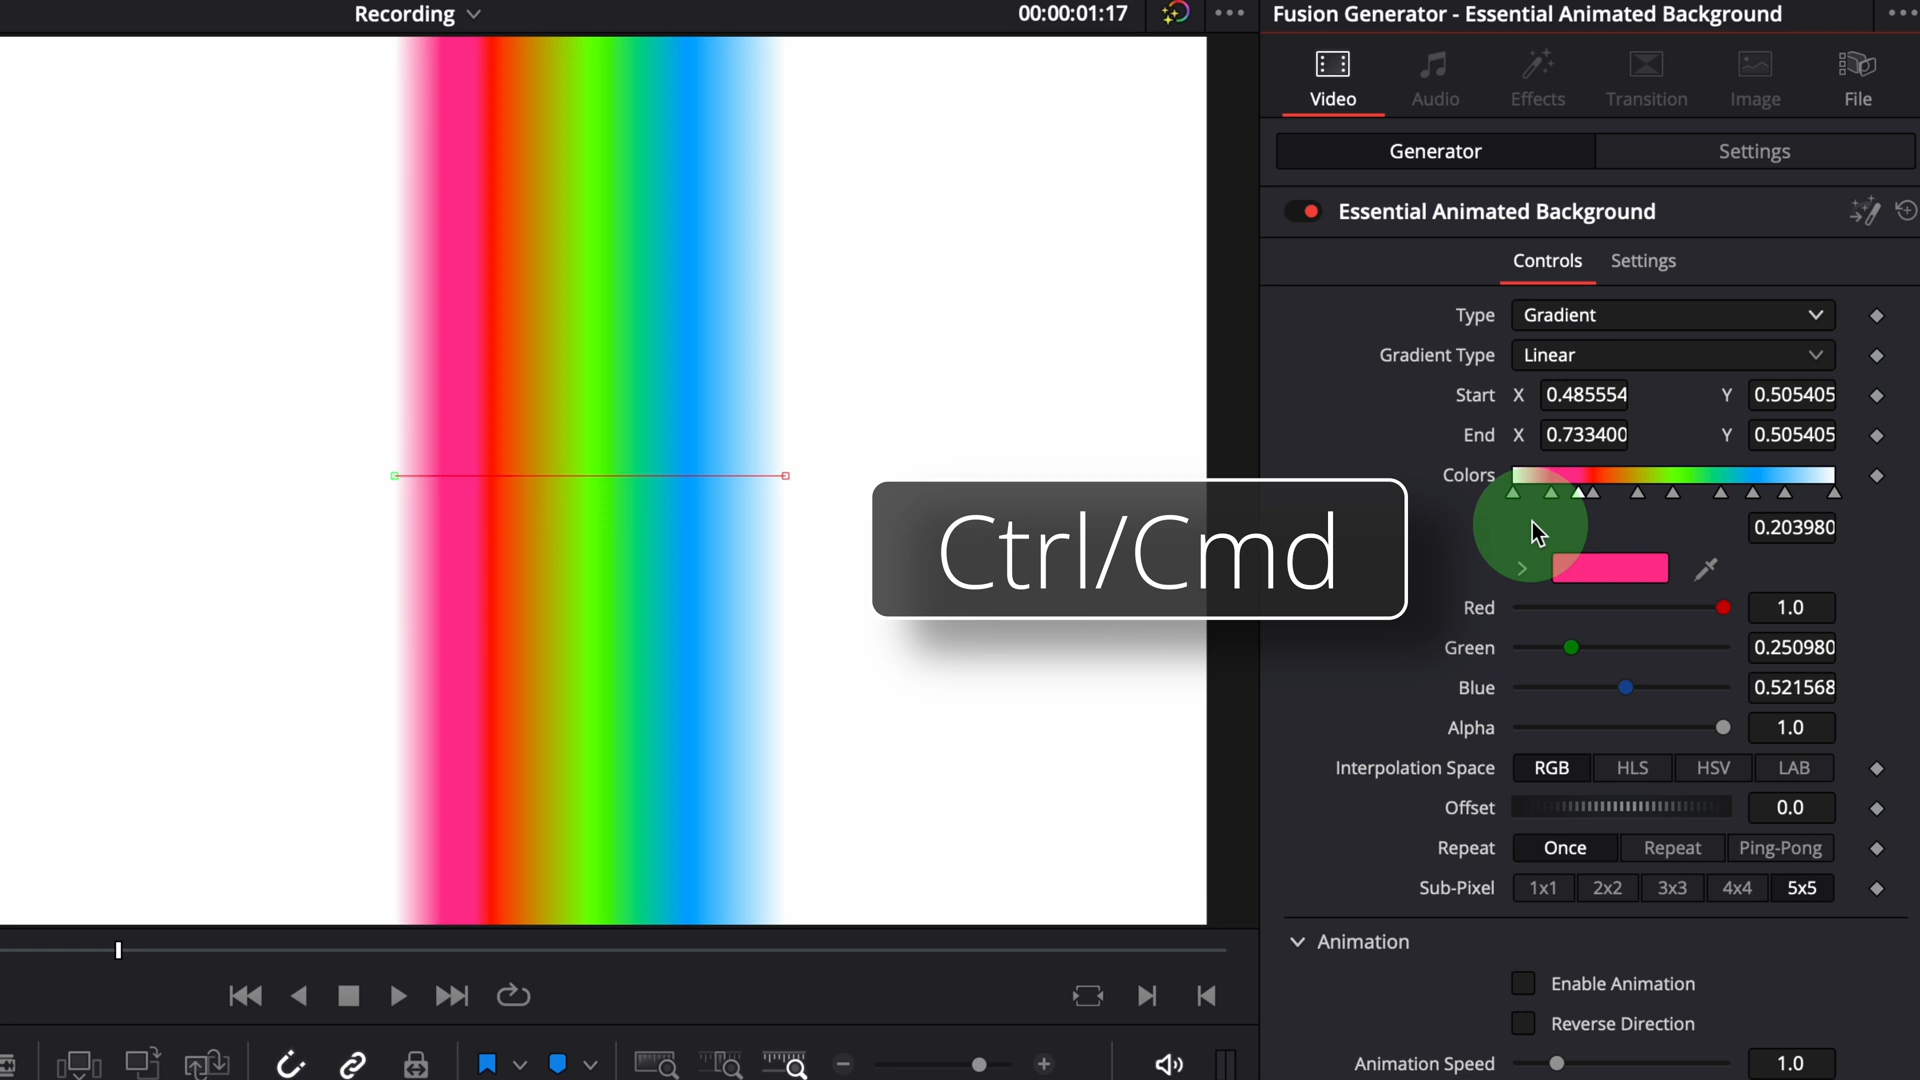 Recording
00:00:01:17
Fusion Generator - Essential Animated Background
Video
Audio
Effects
Transition
Image
File
Generator
Settings
Essential Animated Background
Controls
Settings
Type
Gradient
Gradient Type
Linear
Start X 0.485554 Y 0.505405
End X 0.733400 Y 0.505405
Colors
Ctrl/Cmd
0.203980
Red 1.0
Green 0.250980
Blue 0.521568
Alpha 1.0
Interpolation Space RGB HLS HSV LAB
Offset 0.0
Repeat Once Repeat Ping-Pong
Sub-Pixel 1x1 2x2 3x3 4x4 5x5
Animation
Enable Animation
Reverse Direction
Animation Speed 1.0